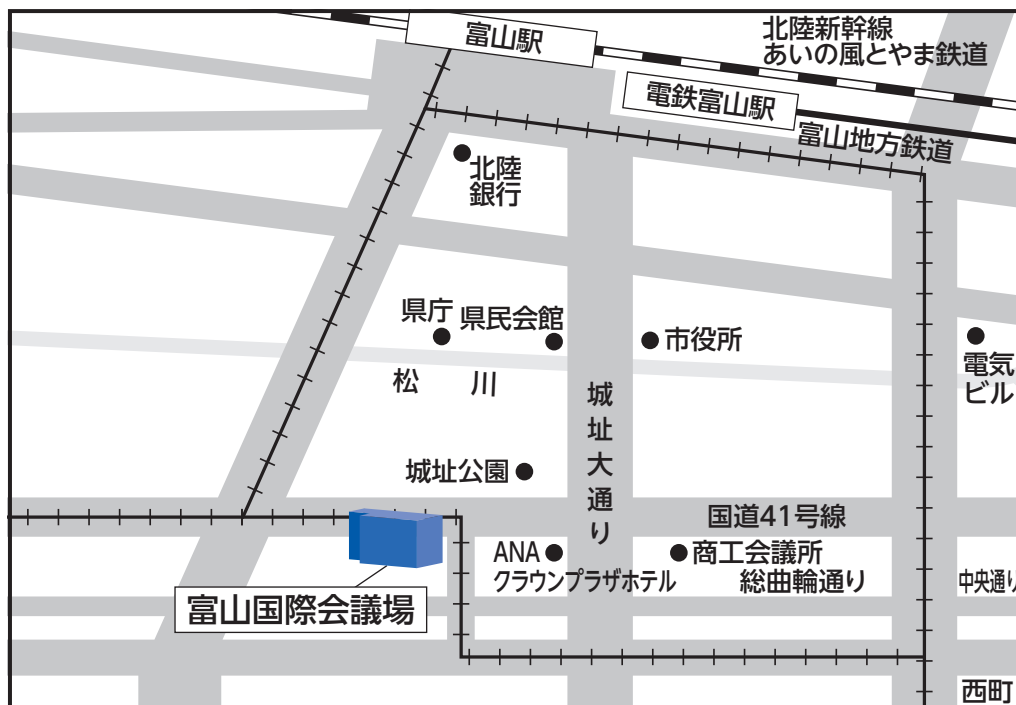 富山駅
北陸新幹線
あいの風とやま鉄道
電鉄富山駅
富山地方鉄道
北陸
銀行
県庁
県民会館
市役所
電気
ビル
松川
城址大通り
城址公園
国道41号線
ANA
クラウンプラザホテル
商工会議所
総曲輪通り
中央通り
富山国際会議場
西町